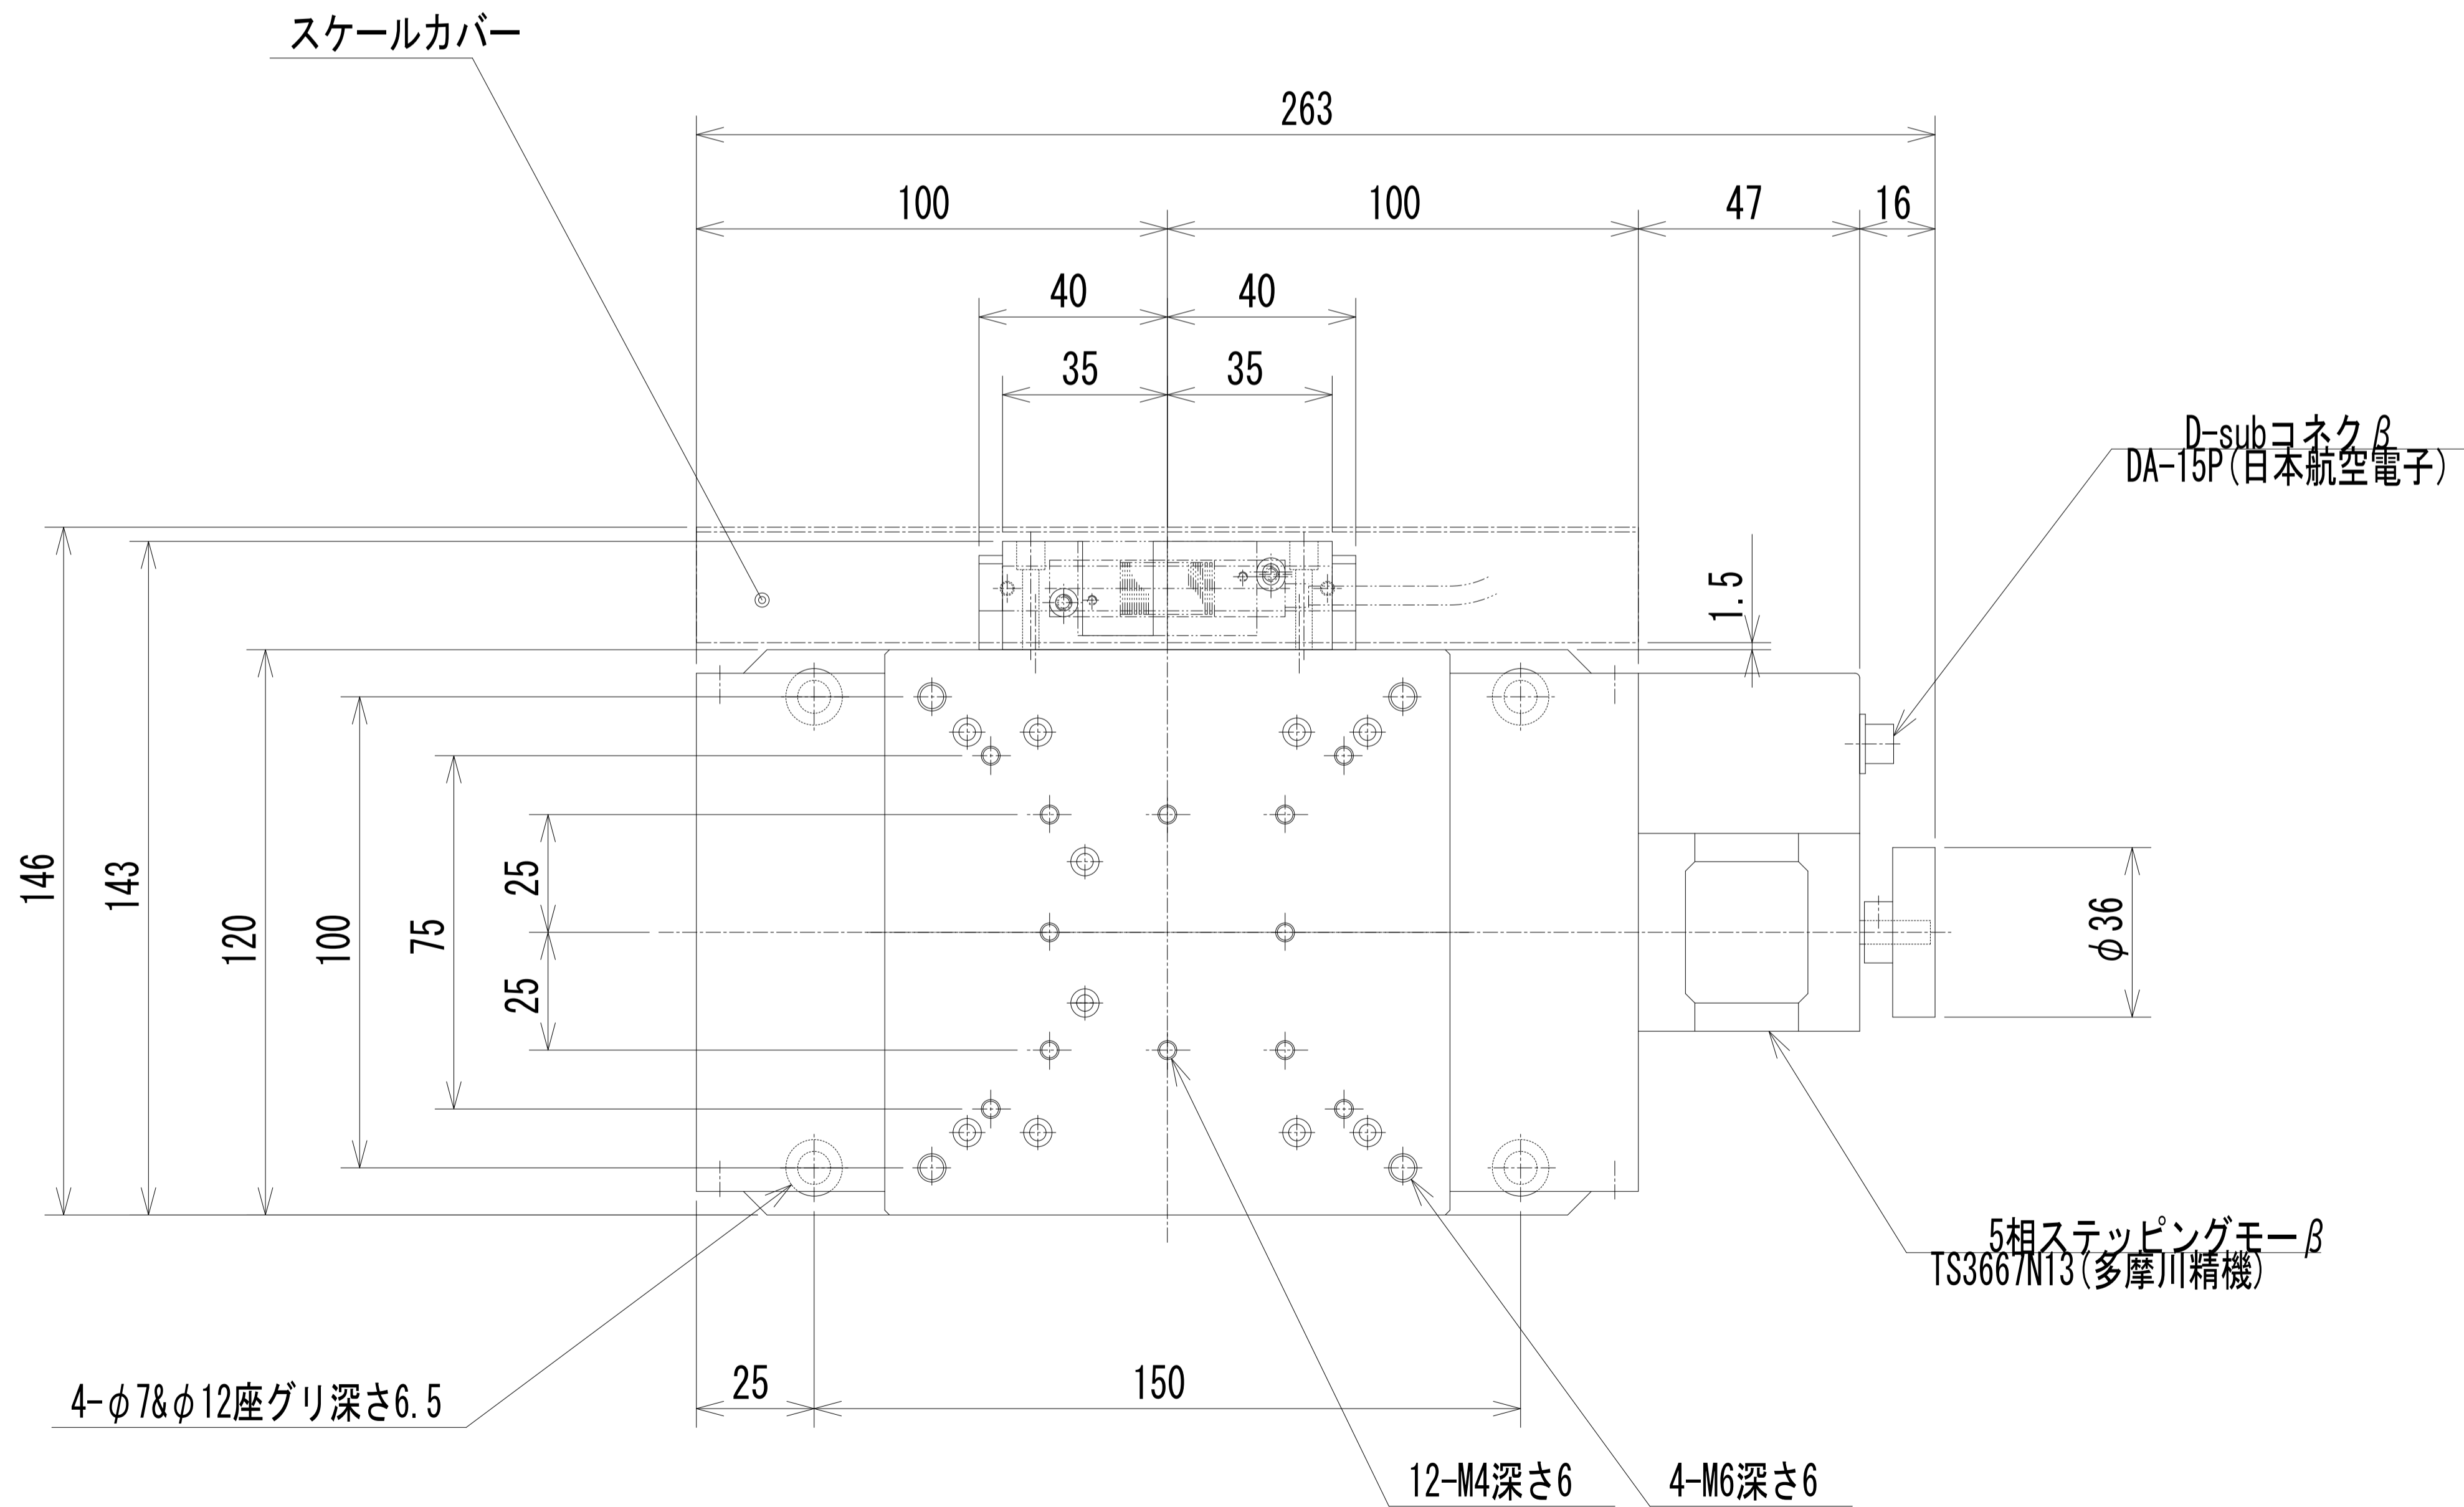 スケールカバー
263
100
100
47
16
40
40
35
35
D-subコネクβ
DA-15P(日本航空電子)
1.5
146
143
120
100
75
25
25
φ36
5相ステッピングモーβ
TS3667N13(多摩川精機)
25
150
4-φ7&φ12座グリ深さ6.5
12-M4深さ6
4-M6深さ6